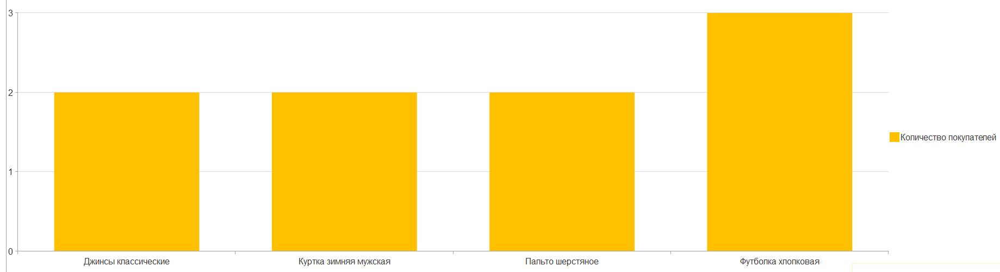 3
2
1
0
Джинсы классические
Куртка зимняя мужская
Пальто шерстяное
Футболка хлопковая
Количество покупателей